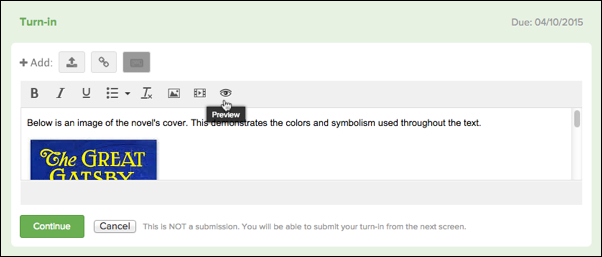 Turn-in
Due: 04/10/2015
Add:
B I U
Preview
Below is an image of the novel's cover. This demonstrates the colors and symbolism used throughout the text.
The GREAT
GATSBY
Continue
Cancel
This is NOT a submission. You will be able to submit your turn-in from the next screen.